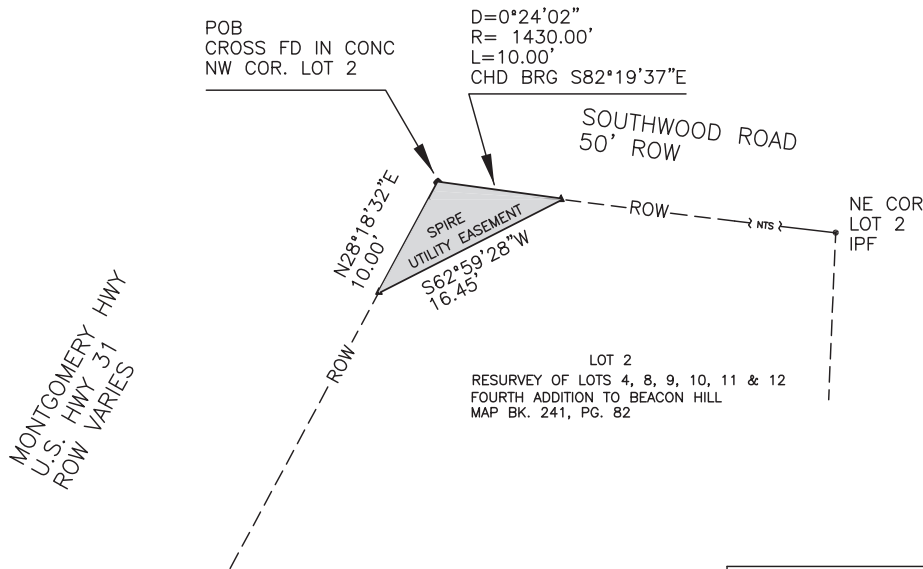 POB
CROSS FD IN CONC
NW COR. LOT 2
D=0°24'02"
R= 1430.00'
L=10.00'
CHD BRG S82°19'37"E
SOUTHWOOD ROAD
50' ROW
N28°18'32"E
10.00'
SPIRE
UTILITY EASEMENT
S62°59'28"W
16.45'
ROW
NTS
NE COR
LOT 2
IPF
MONTGOMERY HWY
U.S. HWY 31
ROW VARIES
ROW
LOT 2
RESURVEY OF LOTS 4, 8, 9, 10, 11 & 12
FOURTH ADDITION TO BEACON HILL
MAP BK. 241, PG. 82